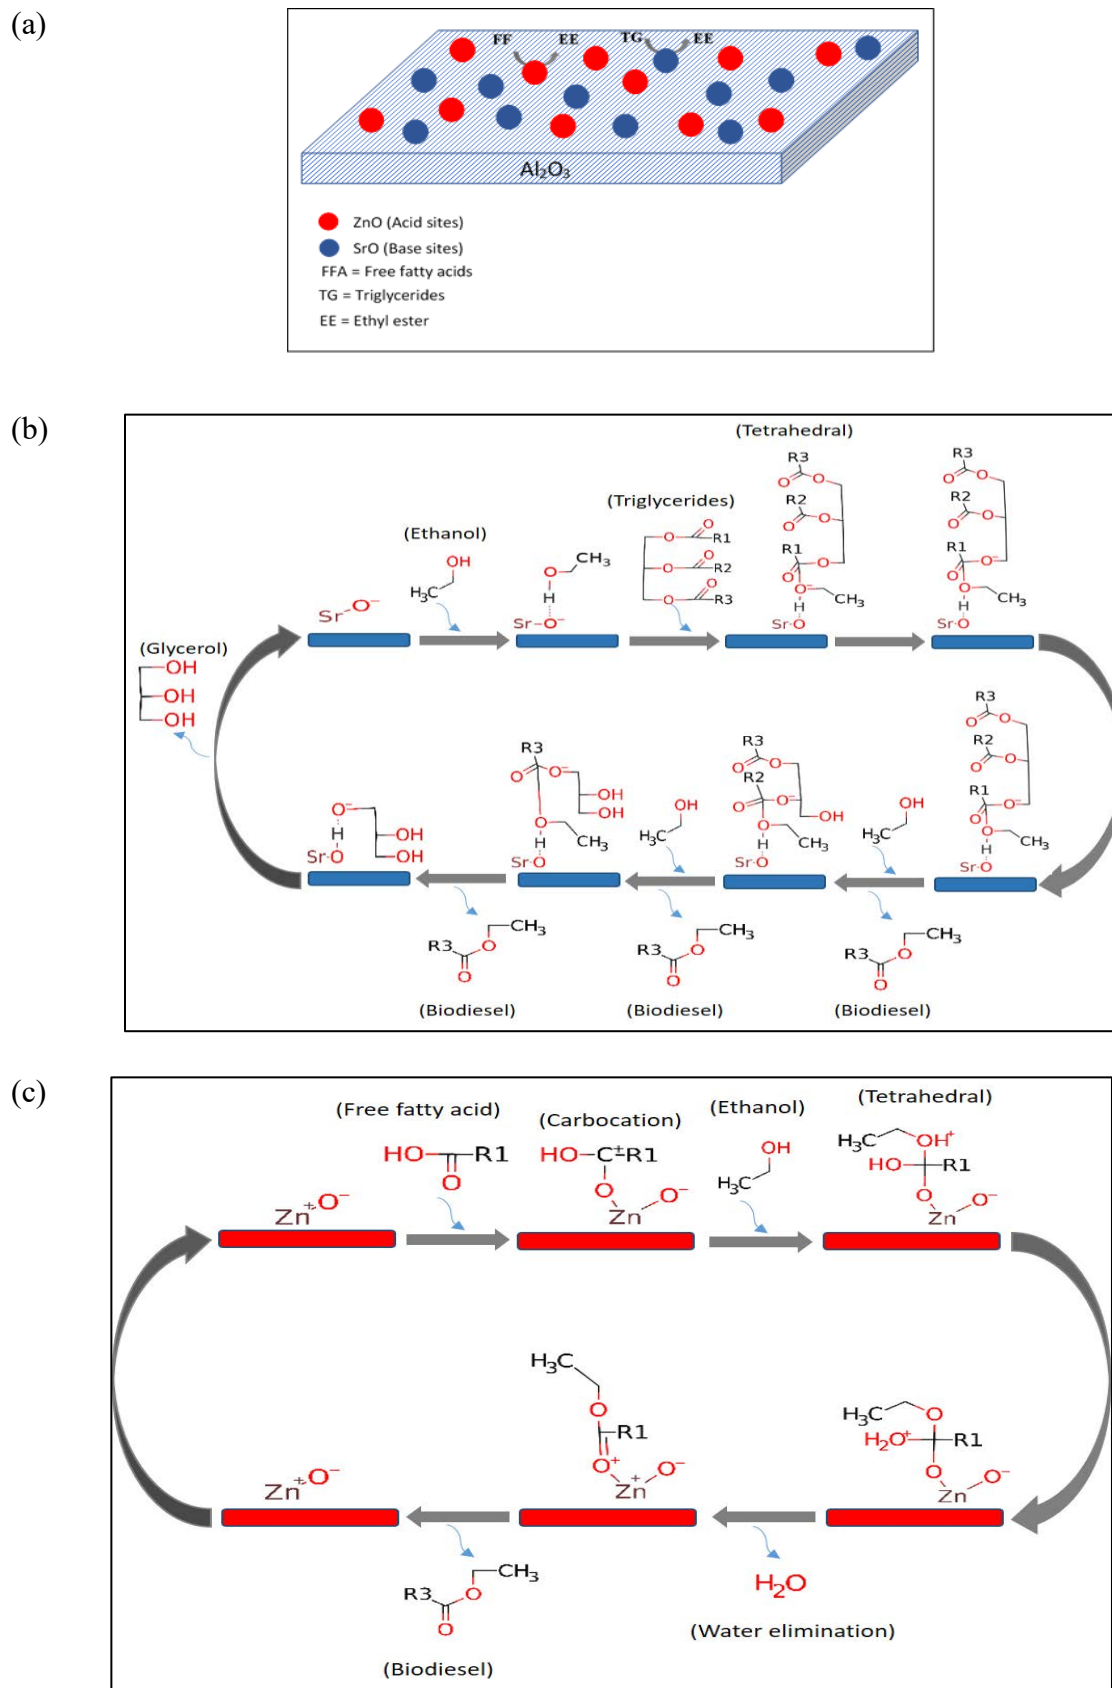 (a)
FF EE TG EE
Al₂O₃
ZnO (Acid sites)
SrO (Base sites)
FFA = Free fatty acids
TG = Triglycerides
EE = Ethyl ester
(b)
(Tetrahedral)
R3
O O
R2
O O
R1
O O⁻
O
CH₃
H
Sr-O
R3
O O
R2
O O
R1
O O⁻
O
CH₃
H
Sr-O
(Triglycerides)
O O
R1
O O
R2
O O
R3
(Ethanol)
OH
H₃C
O CH₃
H
Sr-O⁻
Sr-O⁻
(Glycerol)
OH
OH
OH
R3
O O
R2
O O
R1
O O⁻
O
CH₃
H
Sr-O
OH
H₃C
R3
O O
R2
O O⁻
OH
O
CH₃
H
Sr-O
OH
H₃C
R3
O O⁻
OH
OH
O
CH₃
H
Sr-O
O⁻
H OH
Sr-O OH
CH₃
R3 O
O
(Biodiesel)
CH₃
R3 O
O
(Biodiesel)
CH₃
R3 O
O
(Biodiesel)
(c)
(Free fatty acid)
HO R1
O
(Carbocation)
HO C± R1
O O⁻
Zn
(Ethanol)
OH
H₃C
(Tetrahedral)
H₃C OH⁺
HO R1
O O⁻
Zn
Zn⁺ O⁻
H₃C O
H₂O⁺ R1
O O⁻
Zn
H₃C
O
R1
O⁺ O⁻
Zn⁺
Zn⁺ O⁻
H₂O
(Water elimination)
CH₃
R3 O
O
(Biodiesel)